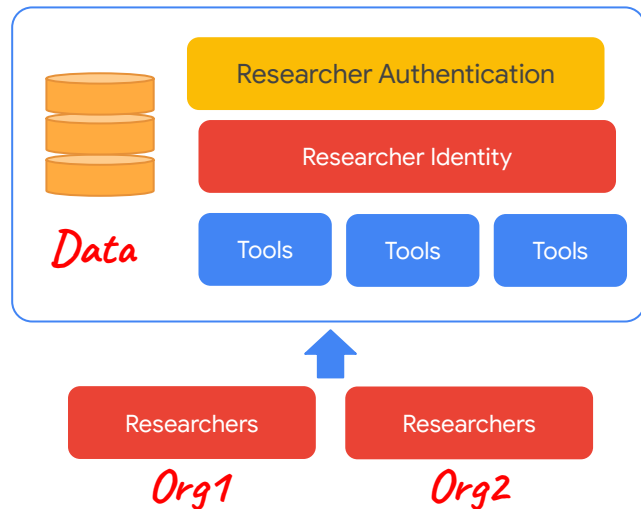 Researcher Authentication
Researcher Identity
Data
Tools
Tools
Tools
Researchers
Researchers
Org1
Org2